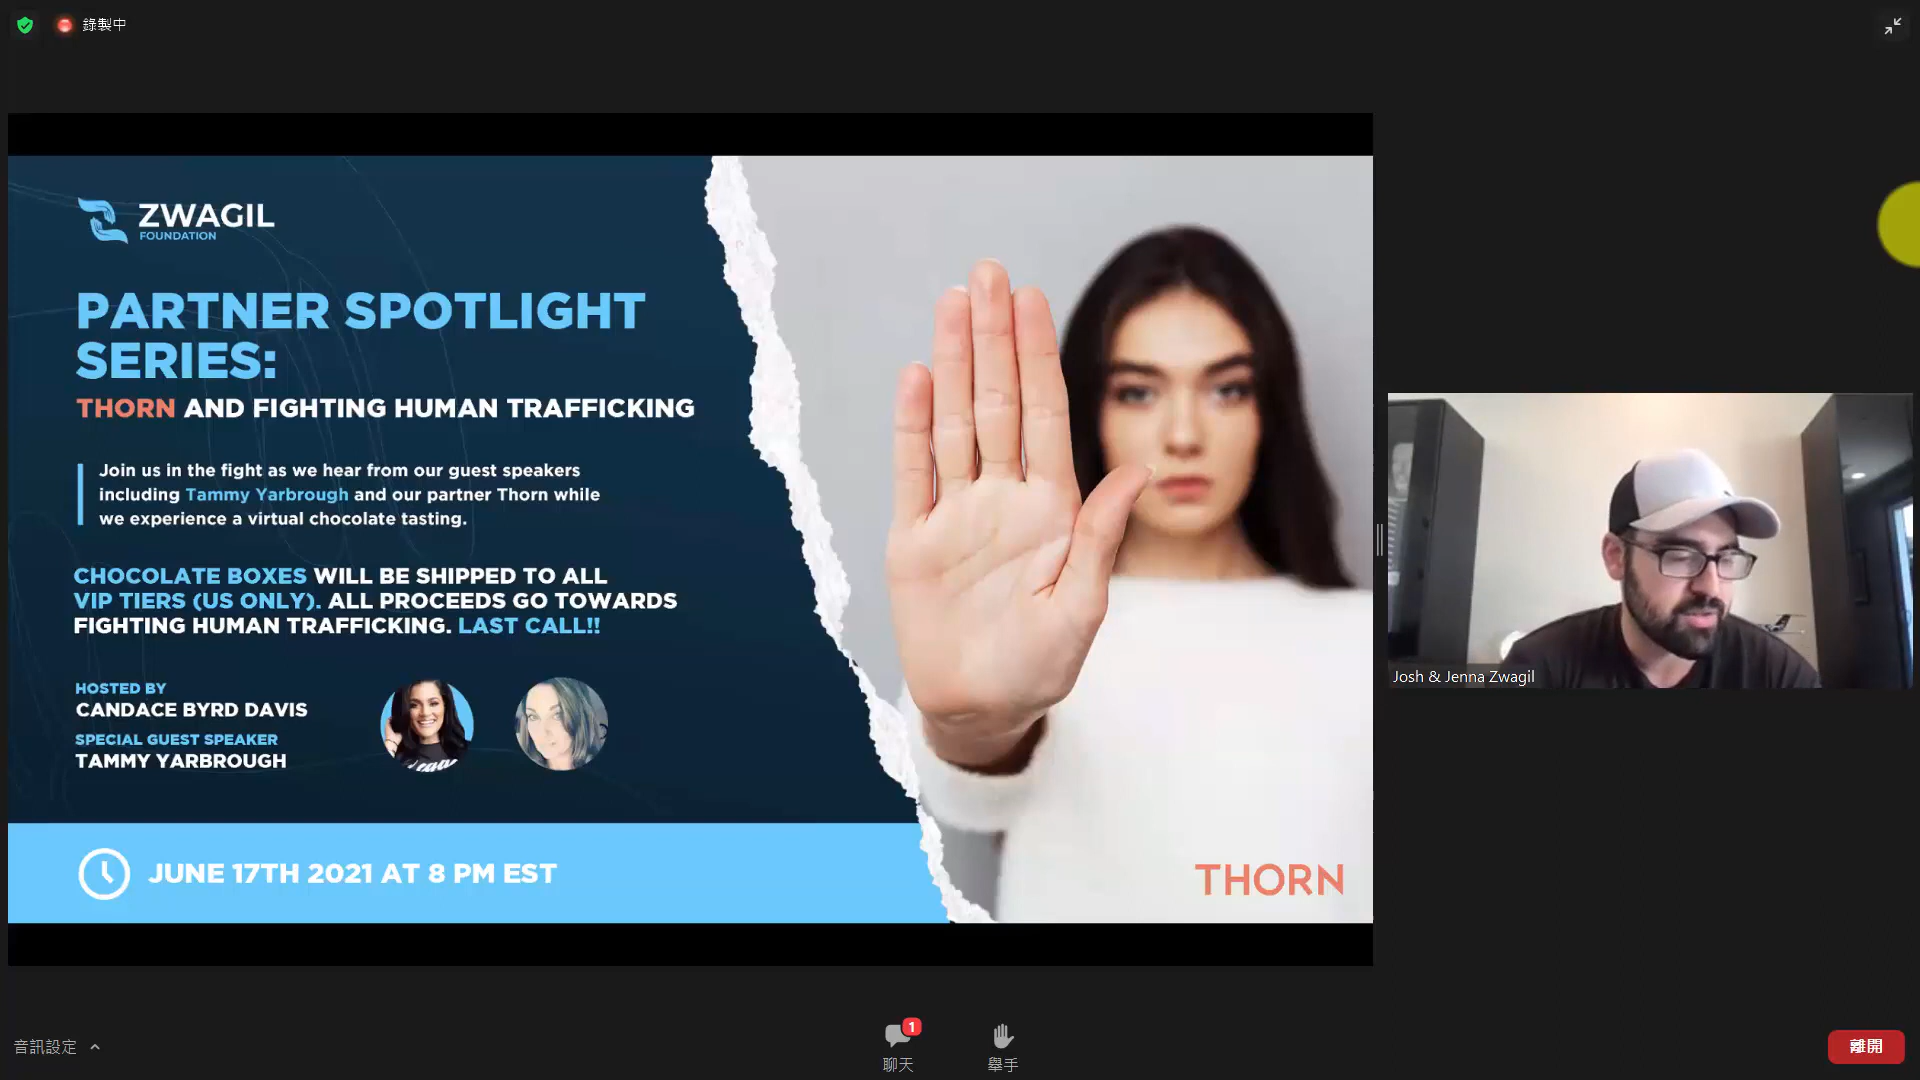 錄製中
ZWAGIL
FOUNDATION
PARTNER SPOTLIGHT
SERIES:
THORN AND FIGHTING HUMAN TRAFFICKING
Join us in the fight as we hear from our guest speakers
including Tammy Yarbrough and our partner Thorn while
we experience a virtual chocolate tasting.
CHOCOLATE BOXES WILL BE SHIPPED TO ALL
VIP TIERS (US ONLY). ALL PROCEEDS GO TOWARDS
FIGHTING HUMAN TRAFFICKING. LAST CALL!!
HOSTED BY
CANDACE BYRD DAVIS
SPECIAL GUEST SPEAKER
TAMMY YARBROUGH
JUNE 17TH 2021 AT 8 PM EST
THORN
Josh & Jenna Zwagil
音訊設定
1
聊天
舉手
離開